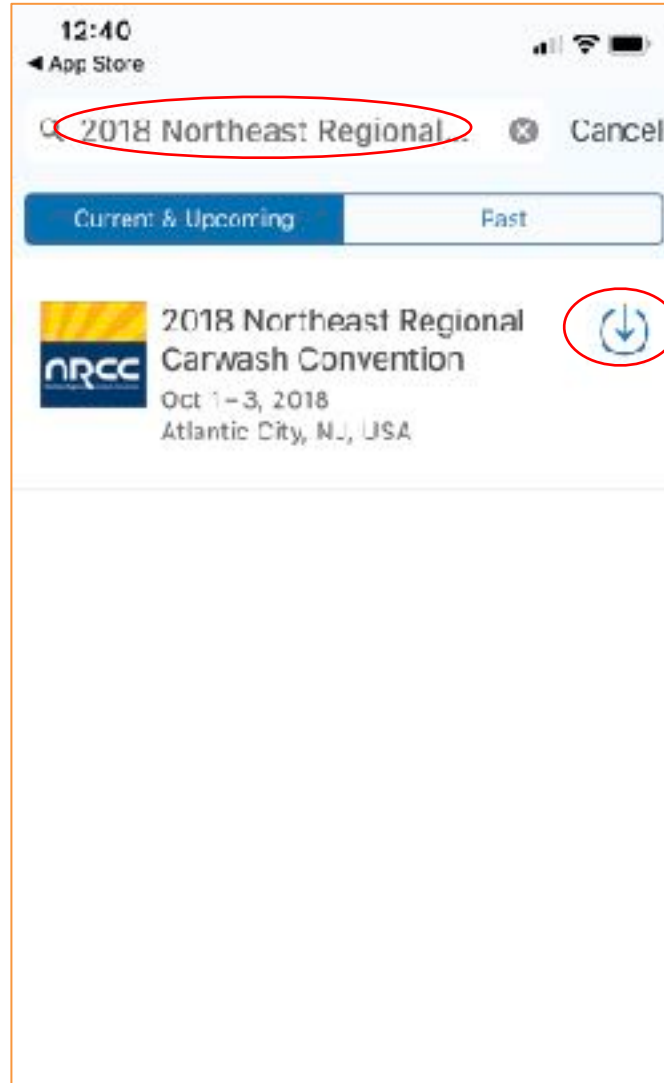 12:40
App Store
2018 Northeast Regional... Cancel
Current & Upcoming Past
2018 Northeast Regional
Carwash Convention
NRCC
Oct 1–3, 2018
Atlantic City, NJ, USA